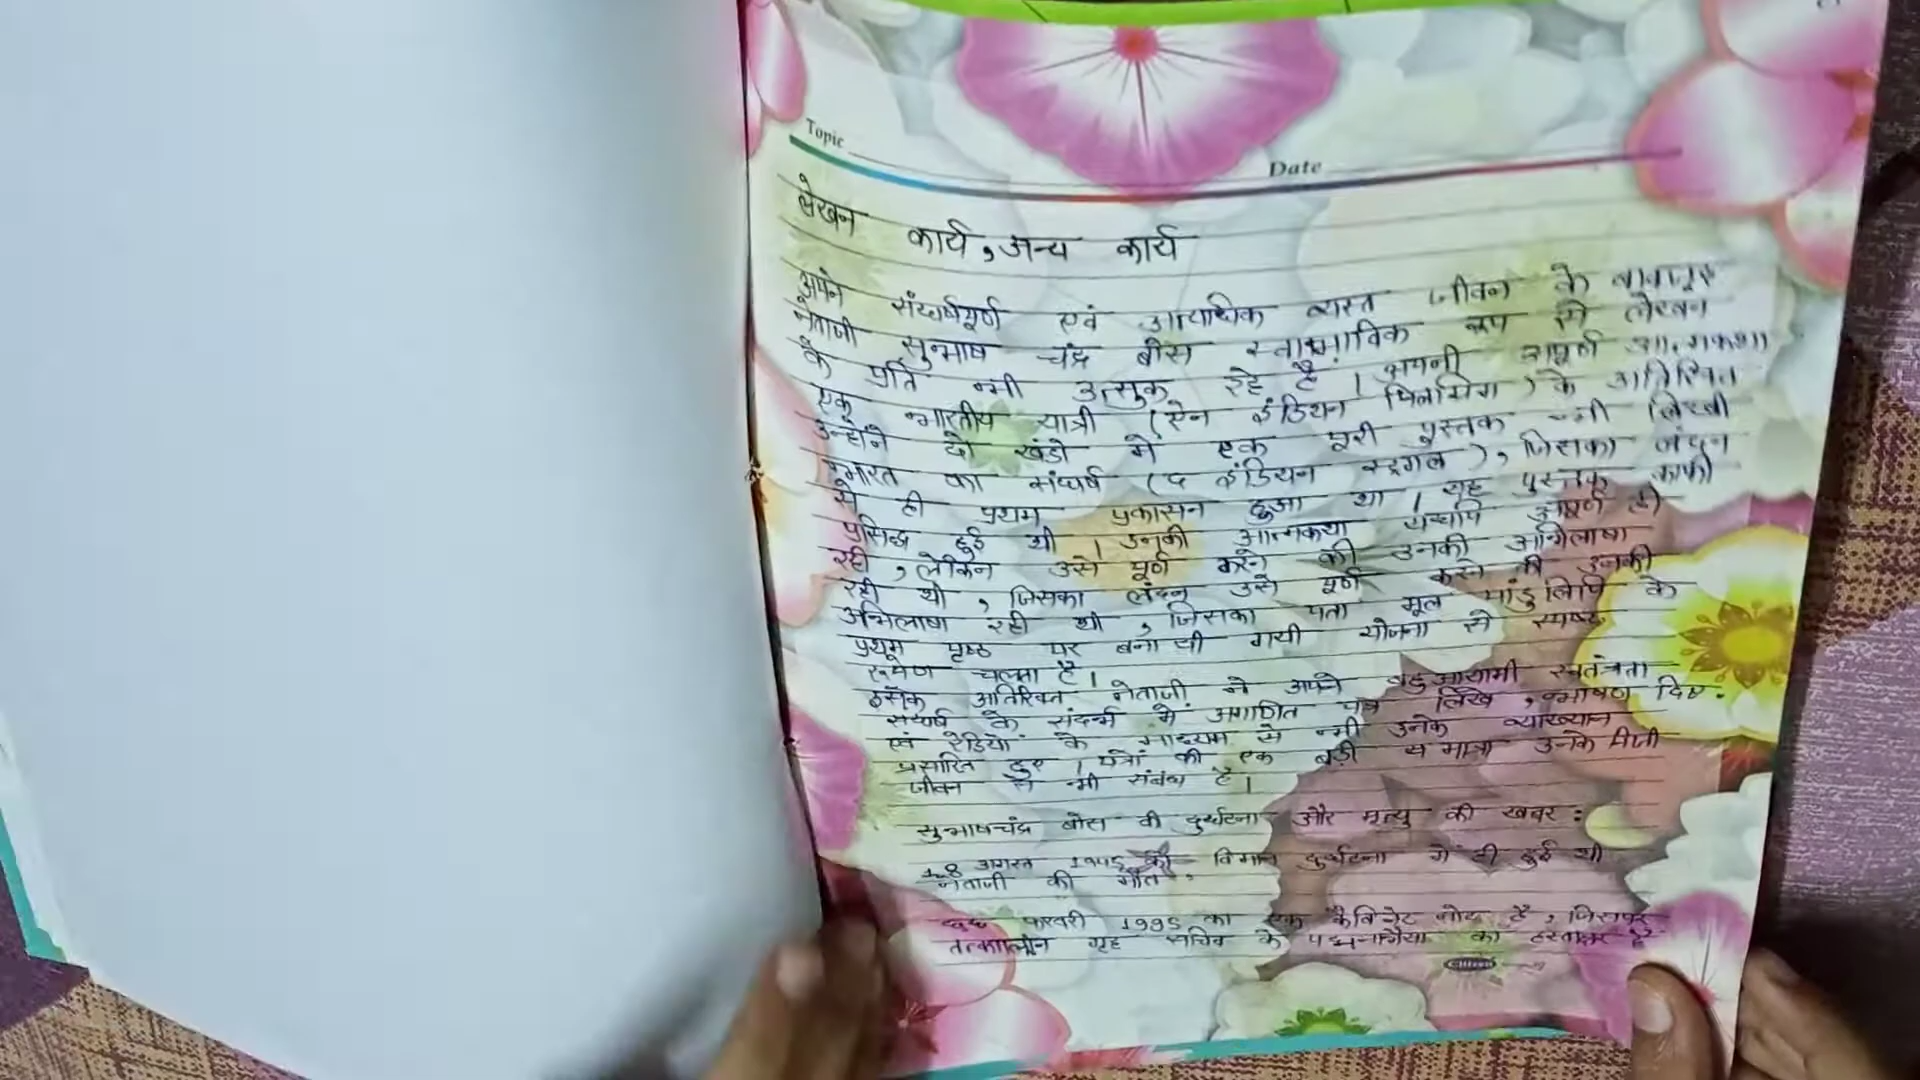 Topic
Date
लेखन कार्य, अन्य कार्य
अपने संघर्षपूर्ण एवं अत्यधिक व्यस्त जीवन के बावजूद
नेताजी सुभाष चंद्र बोस स्वाभाविक रूप से लेखन
के प्रति भी उत्सुक रहे हैं। अपनी अपूर्ण आत्मकथा
एक भारतीय यात्री (ऐन इंडियन पिलग्रिम) के अतिरिक्त
उन्होंने दो खंडो में एक पूरी पुस्तक भी लिखी
भारत का संघर्ष (द इंडियन स्ट्रगल), जिसका लंदन
से ही प्रथम प्रकासन हुआ था। यह पुस्तक काफी
प्रसिद्ध हुई थी। उनकी आत्मकथा यद्यपि अपूर्ण ही
रही, लेकिन उसे पूर्ण करने की उनकी अभिलाषा
रही थी, जिसका लंदन उसे पूर्ण करने की उनकी
अभिलाषा रही थी, जिसका पता मूल पांडुलिपि के
प्रथम पृष्ठ पर बना यी गयी योजना से स्पष्ट
रूपेण चलता है।
इसके अतिरिक्त नेताजी ने अपने बहुआयामी स्वतंत्रता
संघर्ष के संदर्भ में अगणित पत्र लिखे, भाषण दिए
एवं रेडियो के माध्यम से भी उनके व्याख्यान
प्रसारित हुए। पत्रों की एक बड़ी य मात्रा उनके निजी
जीवन से भी संबंध है।
सुभाषचंद्र बोस की दुर्घटना और मृत्यु की खबर :
18 अगस्त 1945 की विमान दुर्घटना में ही हुई थी
नेताजी की मौत
फरवरी 1995 का एक कैबिनेट नोट है, जिसपर
तत्कालीन गृह सचिव के पद्मनाभैया का हस्ताक्षर है